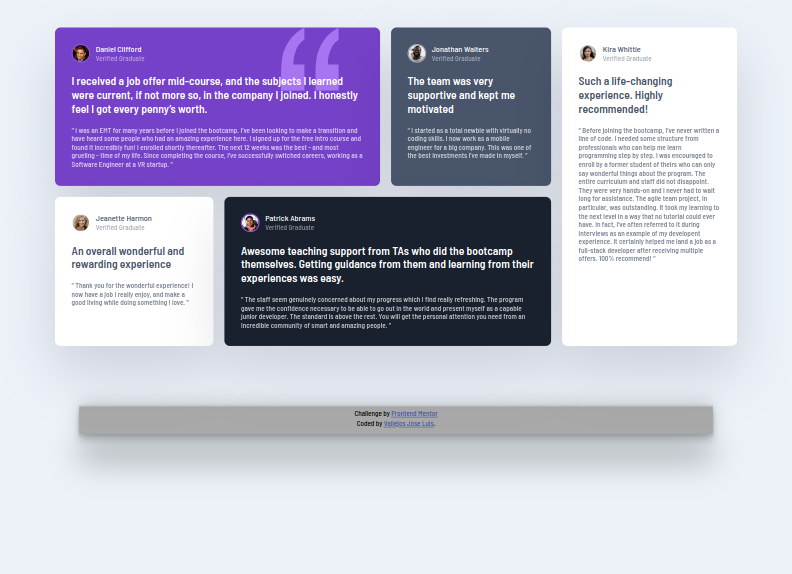 Daniel Clifford
Verified Graduate
I received a job offer mid-course, and the subjects I learned
were current, if not more so, in the company I joined. I honestly
feel I got every penny's worth.
" I was an EMT for many years before I joined the bootcamp. I've been looking to make a transition and
have heard some people who had an amazing experience here. I signed up for the free intro course and
found it incredibly fun! I enrolled shortly thereafter. The next 12 weeks was the best - and most
grueling - time of my life. Since completing the course, I've successfully switched careers, working as a
Software Engineer at a VR startup. "
Jonathan Walters
Verified Graduate
The team was very
supportive and kept me
motivated
" I started as a total newbie with virtually no
coding skills. I now work as a mobile
engineer for a big company. This was one of
the best investments I've made in myself. "
Kira Whittle
Verified Graduate
Such a life-changing
experience. Highly
recommended!
" Before joining the bootcamp, I've never written a
line of code. I needed some structure from
professionals who can help me learn
programming step by step. I was encouraged to
enroll by a former student of theirs who can only
say wonderful things about the program. The
entire curriculum and staff did not disappoint.
They were very hands-on and I never had to wait
long for assistance. The agile team project, in
particular, was outstanding. It took my learning to
the next level in a way that no tutorial could ever
have. In fact, I've often referred to it during
interviews as an example of my developent
experience. It certainly helped me land a job as a
full-stack developer after receiving multiple
offers. 100% recommend! "
Jeanette Harmon
Verified Graduate
An overall wonderful and
rewarding experience
" Thank you for the wonderful experience! I
now have a job I really enjoy, and make a
good living while doing something I love. "
Patrick Abrams
Verified Graduate
Awesome teaching support from TAs who did the bootcamp
themselves. Getting guidance from them and learning from their
experiences was easy.
" The staff seem genuinely concerned about my progress which I find really refreshing. The program
gave me the confidence necessary to be able to go out in the world and present myself as a capable
junior developer. The standard is above the rest. You will get the personal attention you need from an
incredible community of smart and amazing people. "
Challenge by Frontend Mentor
Coded by Vallejos Jose Luis.